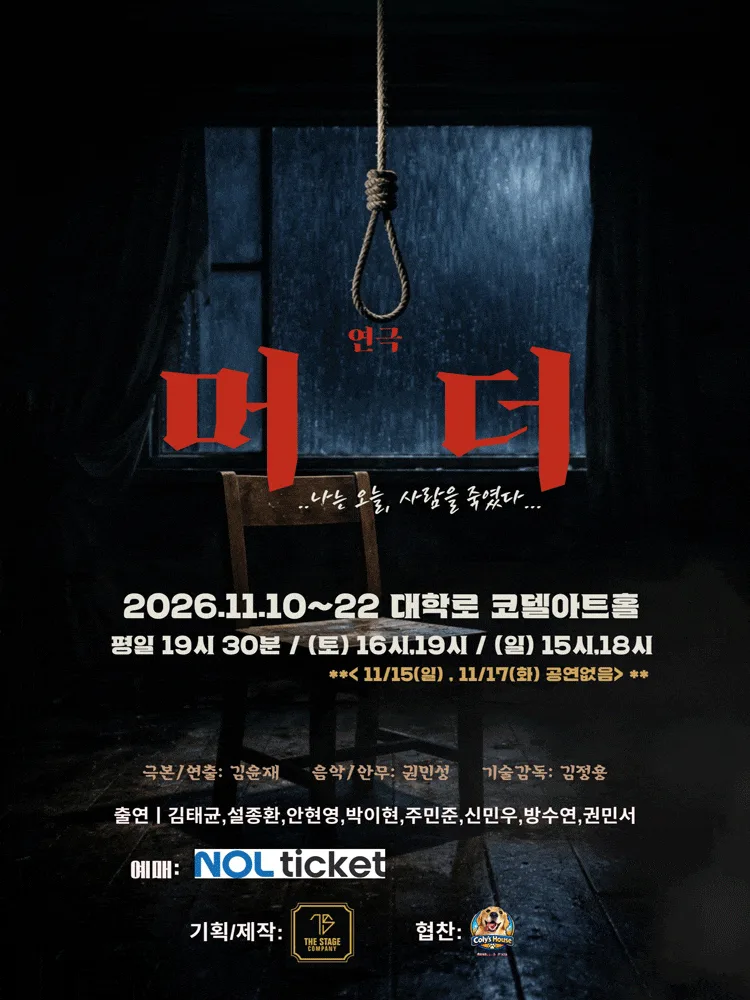 연극
머 더
..나는 오늘, 사람을 죽였다...
2026.11.10~22 대학로 코델아트홀
평일 19시 30분 / (토) 16시.19시 / (일) 15시.18시
**< 11/15(일) . 11/17(화) 공연없음> **
극본/연출: 김윤재 음악/안무: 권민성 기술감독: 김정용
출연 | 김태균,설종환,안현영,박이현,주민준,신민우,방수연,권민서
예매: NOL ticket
기획/제작: TS THE STAGE COMPANY 협찬: Coly's House